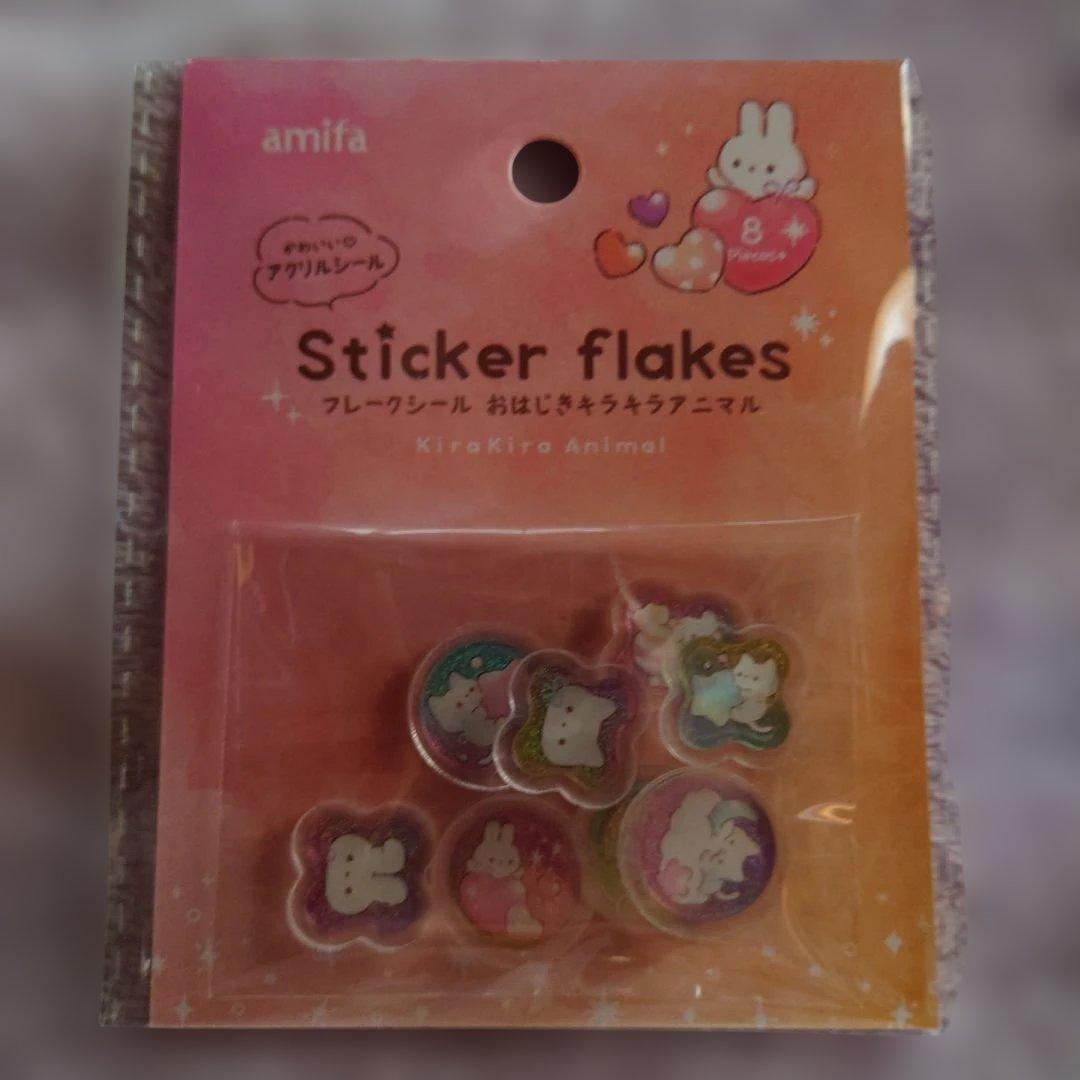 amifa
8
Pieces
かわいい♡
アクリルシール
Sticker flakes
フレークシール おはじきキラキラアニマル
KiraKira Animal